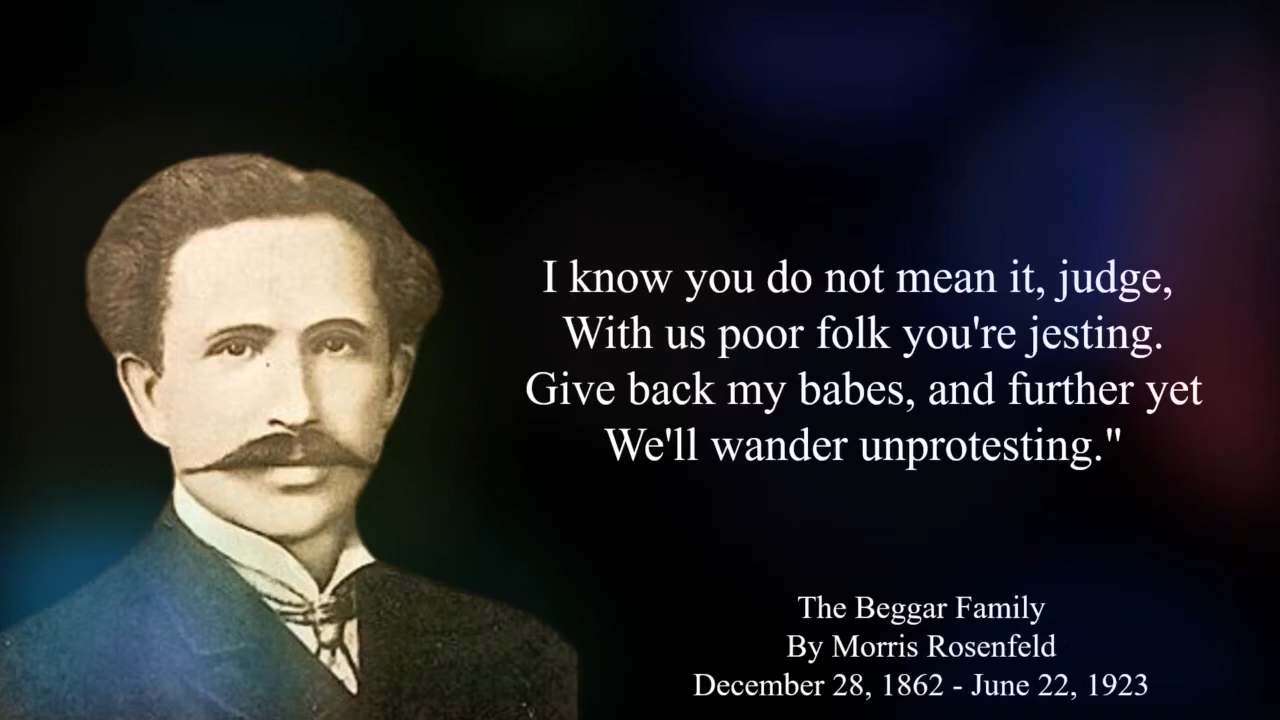 I know you do not mean it, judge,
With us poor folk you're jesting.
Give back my babes, and further yet
We'll wander unprotesting."
The Beggar Family
By Morris Rosenfeld
December 28, 1862 - June 22, 1923